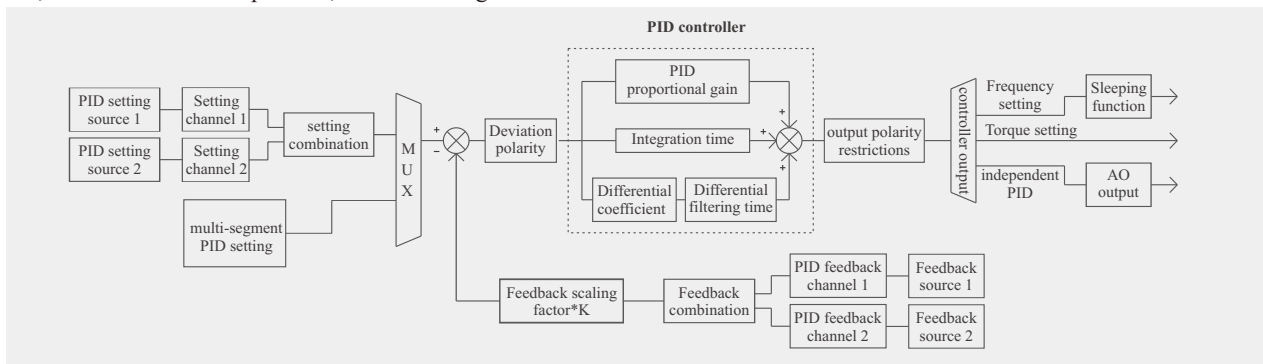 PID controller
PID setting
source 1
Setting
channel 1
PID setting
source 2
Setting
channel 2
setting
combination
multi-segment
PID setting
M
U
X
+
−
Deviation
polarity
PID
proportional gain
Integration time
Differential
coefficient
Differential
filtering time
+
+
+
output polarity
restrictions
controller output
Frequency
setting
Sleeping
function
Torque setting
independent
PID
AO
output
Feedback scaling
factor*K
Feedback
combination
PID feedback
channel 1
Feedback
source 1
PID feedback
channel 2
Feedback
source 2